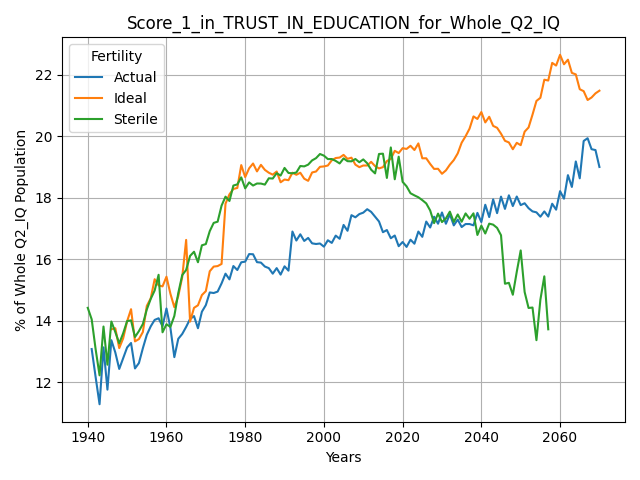 Score_1_in_TRUST_IN_EDUCATION_for_Whole_Q2_IQ
Fertility
Actual
Ideal
Sterile
% of Whole Q2_IQ Population
22
20
18
16
14
12
1940
1960
1980
2000
2020
2040
2060
Years